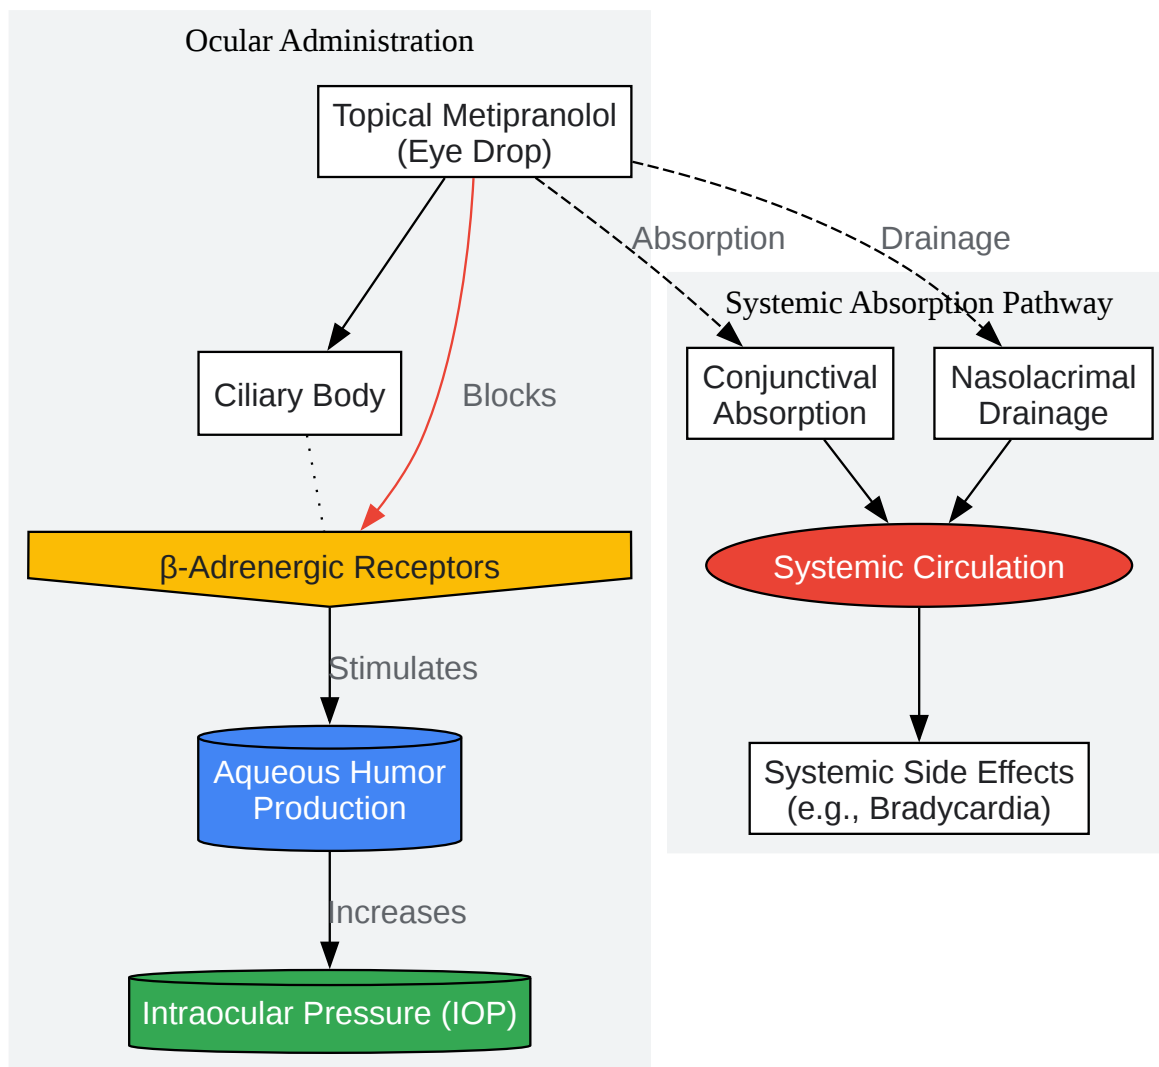 Ocular Administration
Topical Metipranolol
(Eye Drop)
Absorption
Drainage
Systemic Absorption Pathway
Ciliary Body
Blocks
Conjunctival
Absorption
Nasolacrimal
Drainage
β-Adrenergic Receptors
Systemic Circulation
Stimulates
Aqueous Humor
Production
Systemic Side Effects
(e.g., Bradycardia)
Increases
Intraocular Pressure (IOP)